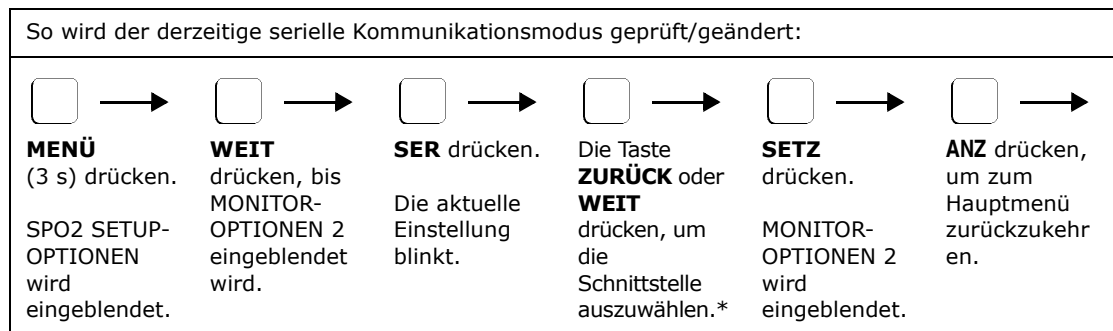 So wird der derzeitige serielle Kommunikationsmodus geprüft/geändert:
MENÜ
(3 s) drücken.
SPO2 SETUP-
OPTIONEN
wird
eingeblendet.
WEIT
drücken, bis
MONITOR-
OPTIONEN 2
eingeblendet
wird.
SER drücken.
Die aktuelle
Einstellung
blinkt.
Die Taste
ZURÜCK oder
WEIT
drücken, um
die
Schnittstelle
auszuwählen.*
SETZ
drücken.
MONITOR-
OPTIONEN 2
wird
eingeblendet.
ANZ drücken,
um zum
Hauptmenü
zurückzukehr
en.